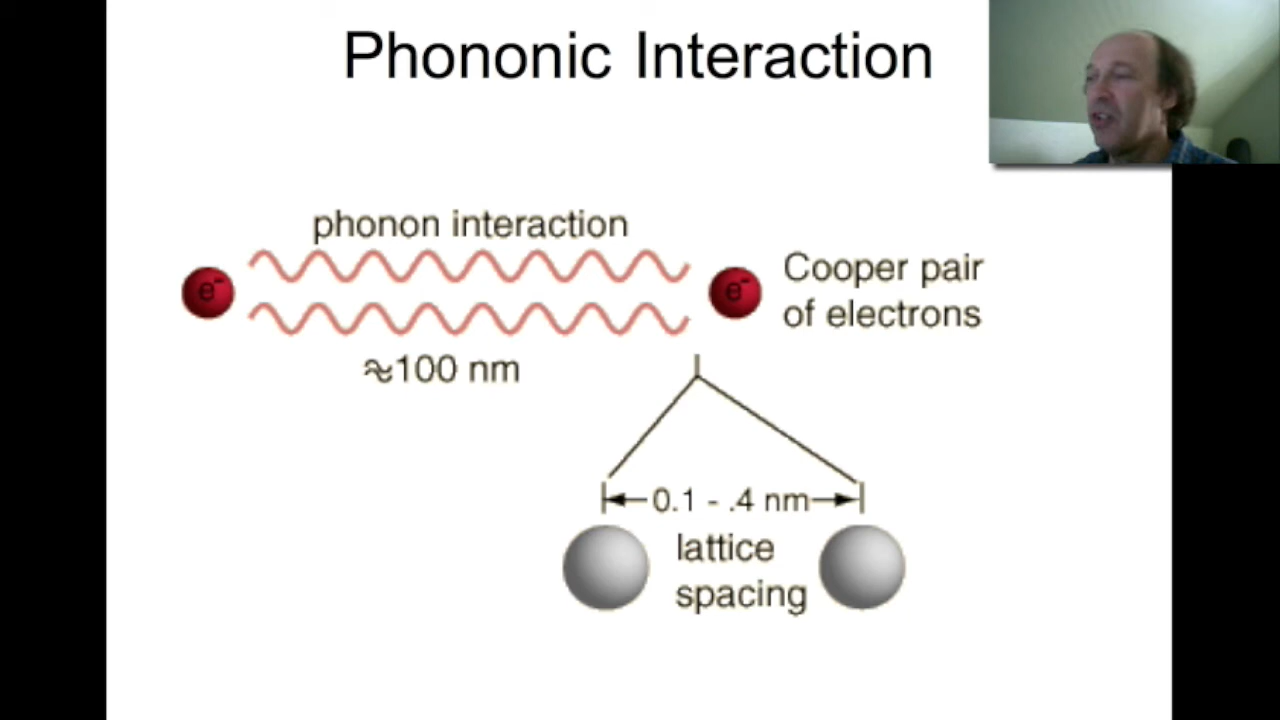 Phononic Interaction
phonon interaction
e⁻
e⁻
Cooper pair
of electrons
≈100 nm
0.1 - .4 nm
lattice
spacing